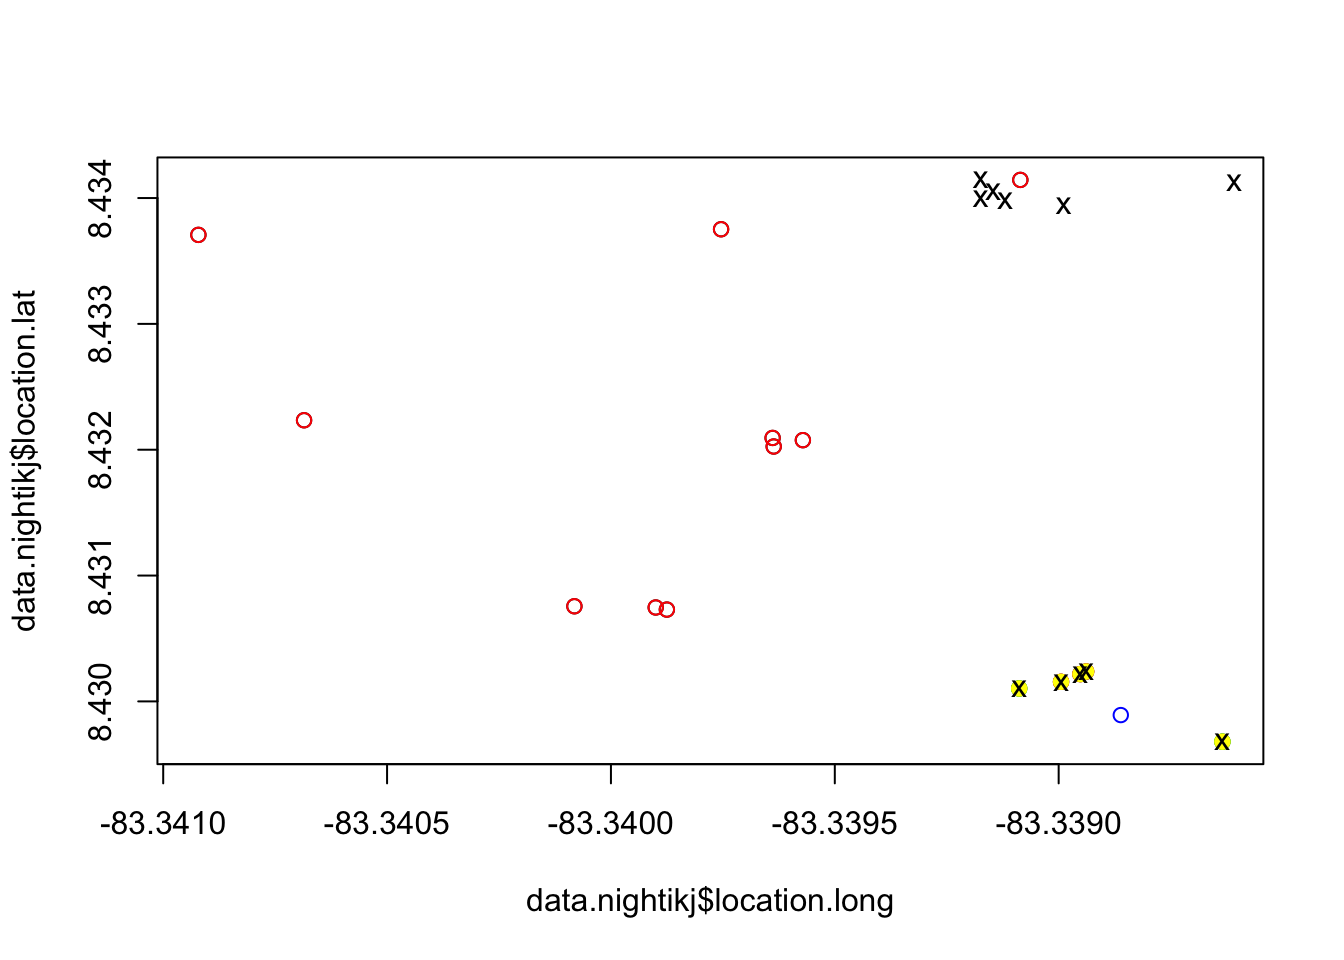 8.434
8.433
8.432
8.431
8.430
data.nightikj$location.lat
x
x
x
x
x
x
x
x
x
x
x
-83.3410 -83.3405 -83.3400 -83.3395 -83.3390
data.nightikj$location.long